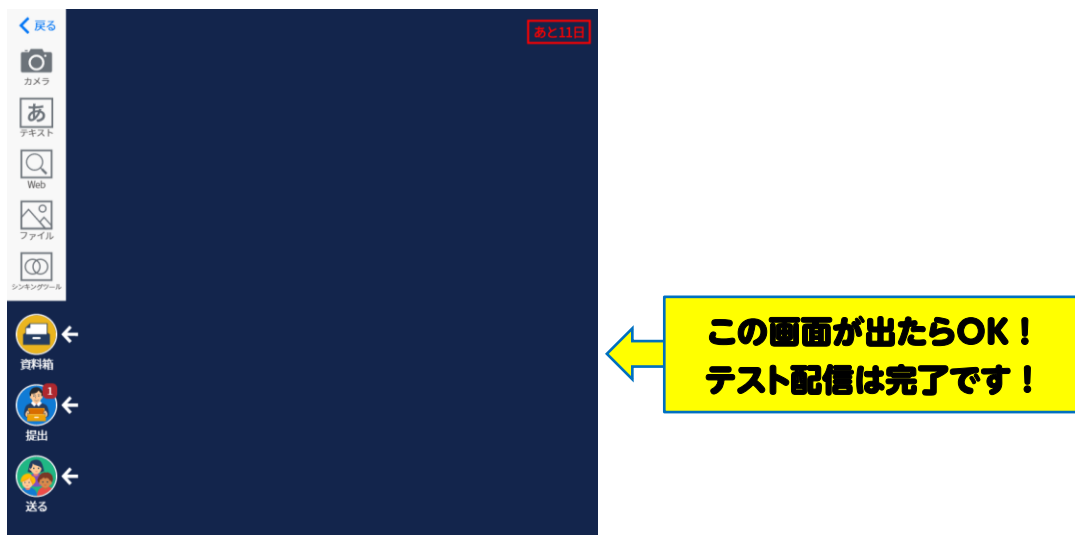 戻る
あと11日
カメラ
あ
テキスト
Web
ファイル
シンキングツール
資料箱
1
提出
送る
この画面が出たらOK！
テスト配信は完了です！